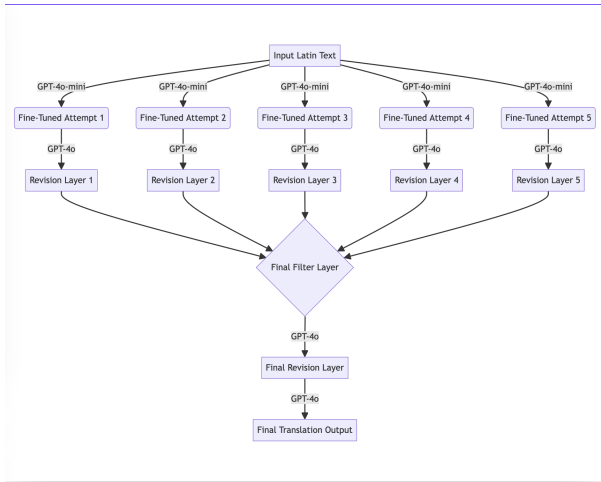 Input Latin Text
GPT-4o-mini GPT-4o-mini GPT-4o-mini GPT-4o-mini GPT-4o-mini
Fine-Tuned Attempt 1 Fine-Tuned Attempt 2 Fine-Tuned Attempt 3 Fine-Tuned Attempt 4 Fine-Tuned Attempt 5
GPT-4o GPT-4o GPT-4o GPT-4o GPT-4o
Revision Layer 1 Revision Layer 2 Revision Layer 3 Revision Layer 4 Revision Layer 5
Final Filter Layer
GPT-4o
Final Revision Layer
GPT-4o
Final Translation Output